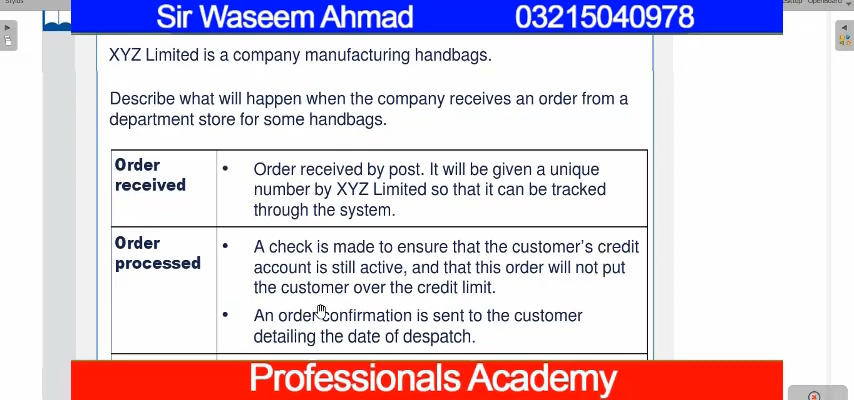 Stylus
Desktop OpenBoard
Sir Waseem Ahmad 03215040978
XYZ Limited is a company manufacturing handbags.
Describe what will happen when the company receives an order from a
department store for some handbags.
Order
received
• Order received by post. It will be given a unique
number by XYZ Limited so that it can be tracked
through the system.
Order
processed
• A check is made to ensure that the customer's credit
account is still active, and that this order will not put
the customer over the credit limit.
• An order confirmation is sent to the customer
detailing the date of despatch.
Professionals Academy